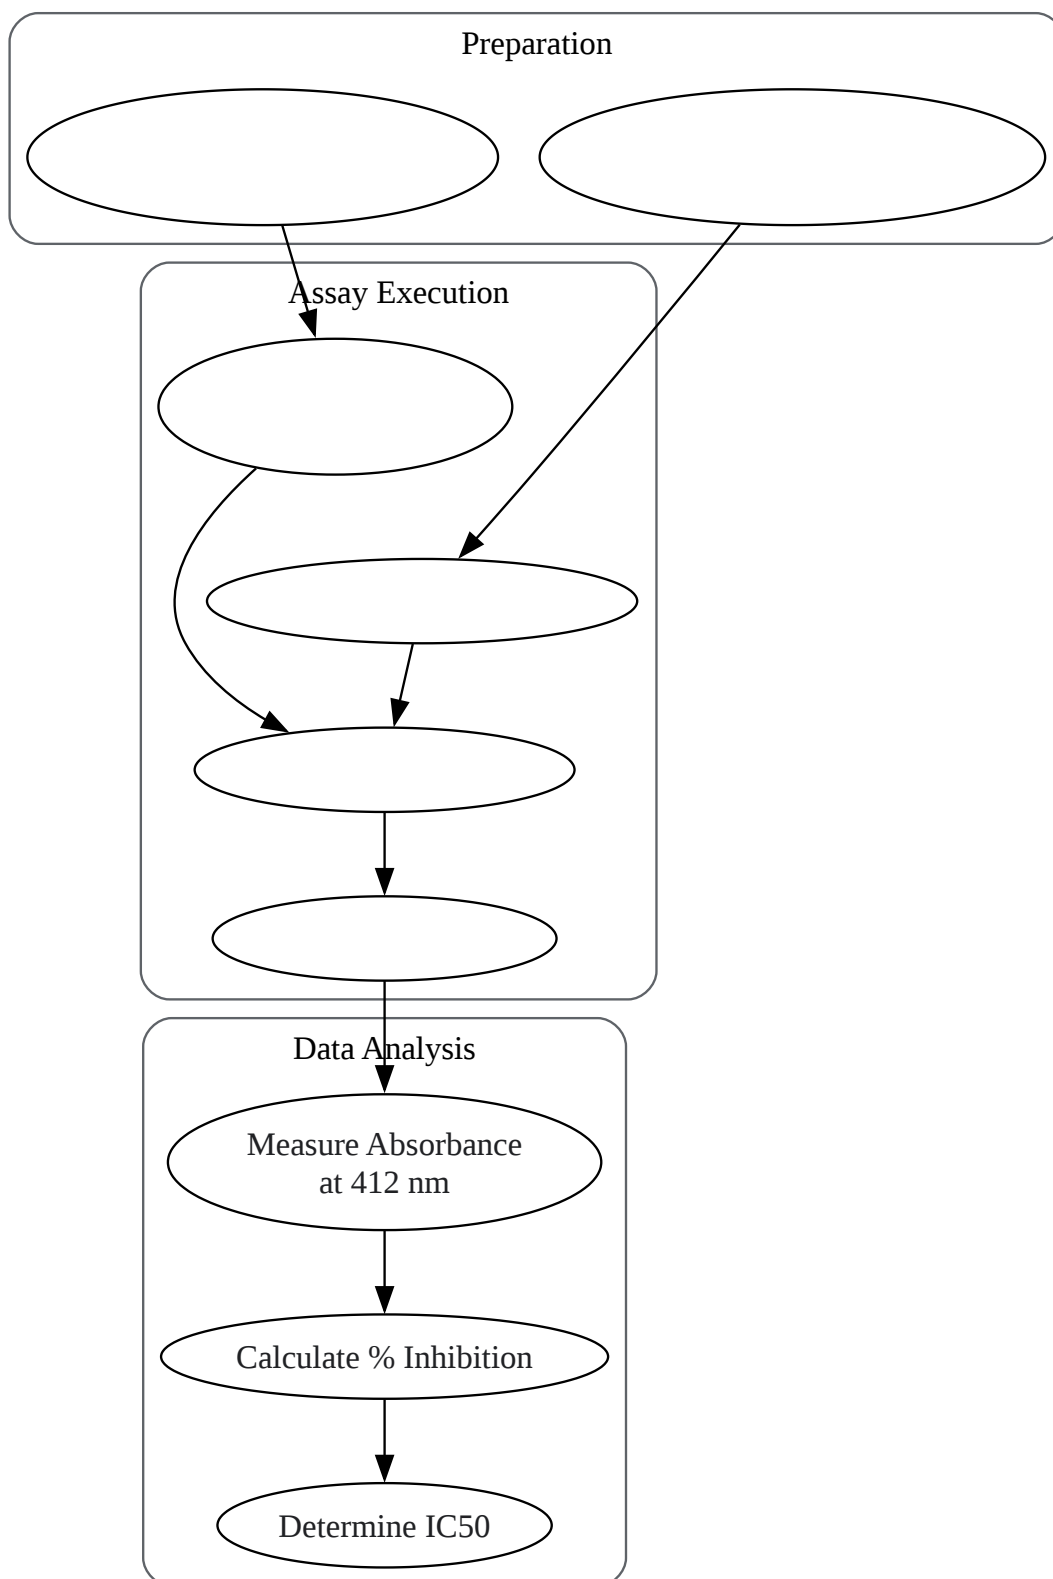 Preparation
Assay Execution
Data Analysis
Measure Absorbance
at 412 nm
Calculate % Inhibition
Determine IC50